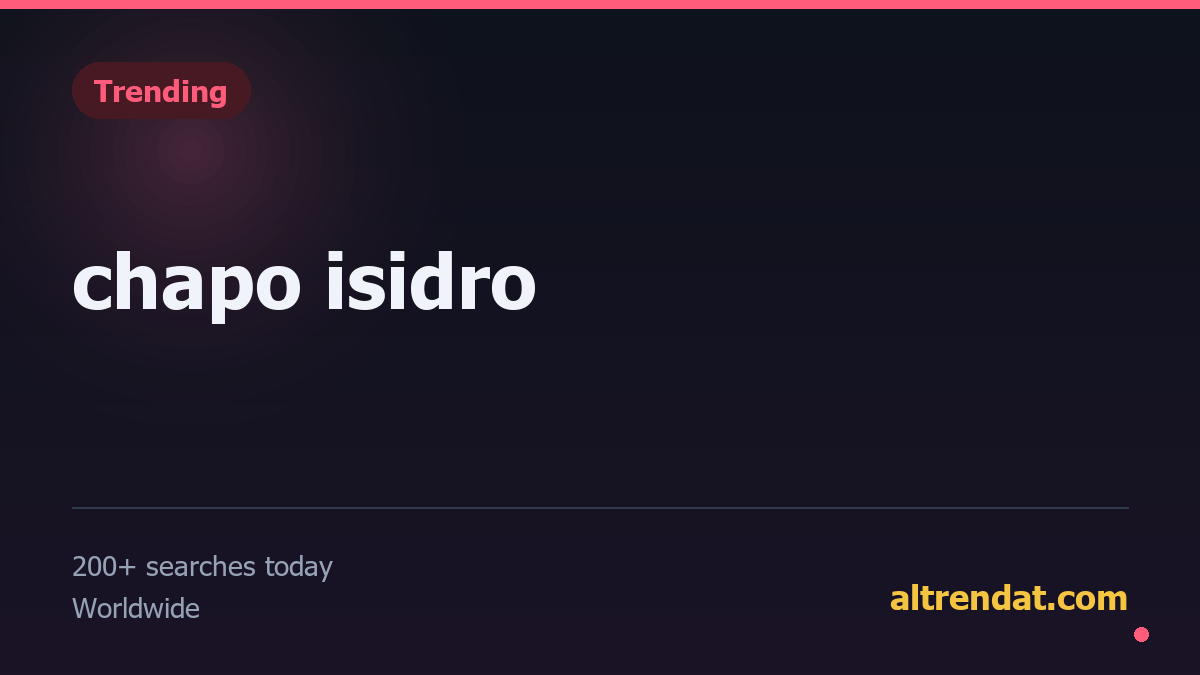 Trending
chapo isidro
200+ searches today
Worldwide
altrendat.com